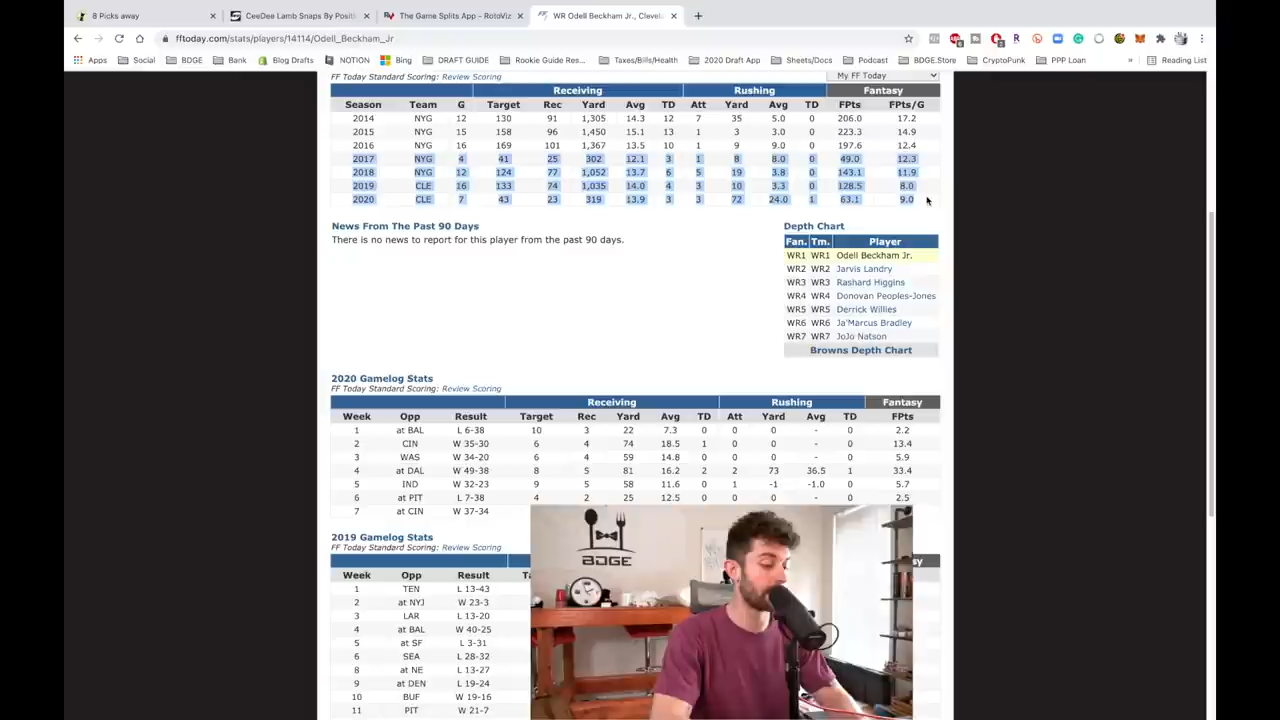 8 Picks away
CeeDee Lamb Snaps By Positi
The Game Splits App - RotoViz
WR Odell Beckham Jr., Clevela
fftoday.com/stats/players/14114/Odell_Beckham_Jr
Apps Social BDGE Bank Blog Drafts NOTION Bing DRAFT GUIDE Rookie Guide Res... Taxes/Bills/Health 2020 Draft App Sheets/Docs Podcast BDGE.Store CryptoPunk PPP Loan » Reading List
FF Today Standard Scoring: Review Scoring
My FF Today
Receiving Rushing Fantasy
Season Team G Target Rec Yard Avg TD Att Yard Avg TD FPts FPts/G
2014 NYG 12 130 91 1,305 14.3 12 7 35 5.0 0 206.0 17.2
2015 NYG 15 158 96 1,450 15.1 13 1 3 3.0 0 223.3 14.9
2016 NYG 16 169 101 1,367 13.5 10 1 9 9.0 0 197.6 12.4
2017 NYG 4 41 25 302 12.1 3 1 8 8.0 0 49.0 12.3
2018 NYG 12 124 77 1,052 13.7 6 5 19 3.8 0 143.1 11.9
2019 CLE 16 133 74 1,035 14.0 4 3 10 3.3 0 128.5 8.0
2020 CLE 7 43 23 319 13.9 3 3 72 24.0 1 63.1 9.0
News From The Past 90 Days
There is no news to report for this player from the past 90 days.
Depth Chart
Fan. Tm. Player
WR1 WR1 Odell Beckham Jr.
WR2 WR2 Jarvis Landry
WR3 WR3 Rashard Higgins
WR4 WR4 Donovan Peoples-Jones
WR5 WR5 Derrick Willies
WR6 WR6 Ja'Marcus Bradley
WR7 WR7 JoJo Natson
Browns Depth Chart
2020 Gamelog Stats
FF Today Standard Scoring: Review Scoring
Receiving Rushing Fantasy
Week Opp Result Target Rec Yard Avg TD Att Yard Avg TD FPts
1 at BAL L 6-38 10 3 22 7.3 0 0 0 - 0 2.2
2 CIN W 35-30 6 4 74 18.5 1 0 0 - 0 13.4
3 WAS W 34-20 6 4 59 14.8 0 0 0 - 0 5.9
4 at DAL W 49-38 8 5 81 16.2 2 2 73 36.5 1 33.4
5 IND W 32-23 9 5 58 11.6 0 1 -1 -1.0 0 5.7
6 at PIT L 7-38 4 2 25 12.5 0 0 0 - 0 2.5
7 at CIN W 37-34
2019 Gamelog Stats
FF Today Standard Scoring: Review Scoring
Week Opp Result
1 TEN L 13-43
2 at NYJ W 23-3
3 LAR L 13-20
4 at BAL W 40-25
5 at SF L 3-31
6 SEA L 28-32
8 at NE L 13-27
9 at DEN L 19-24
10 BUF W 19-16
11 PIT W 21-7
BDGE